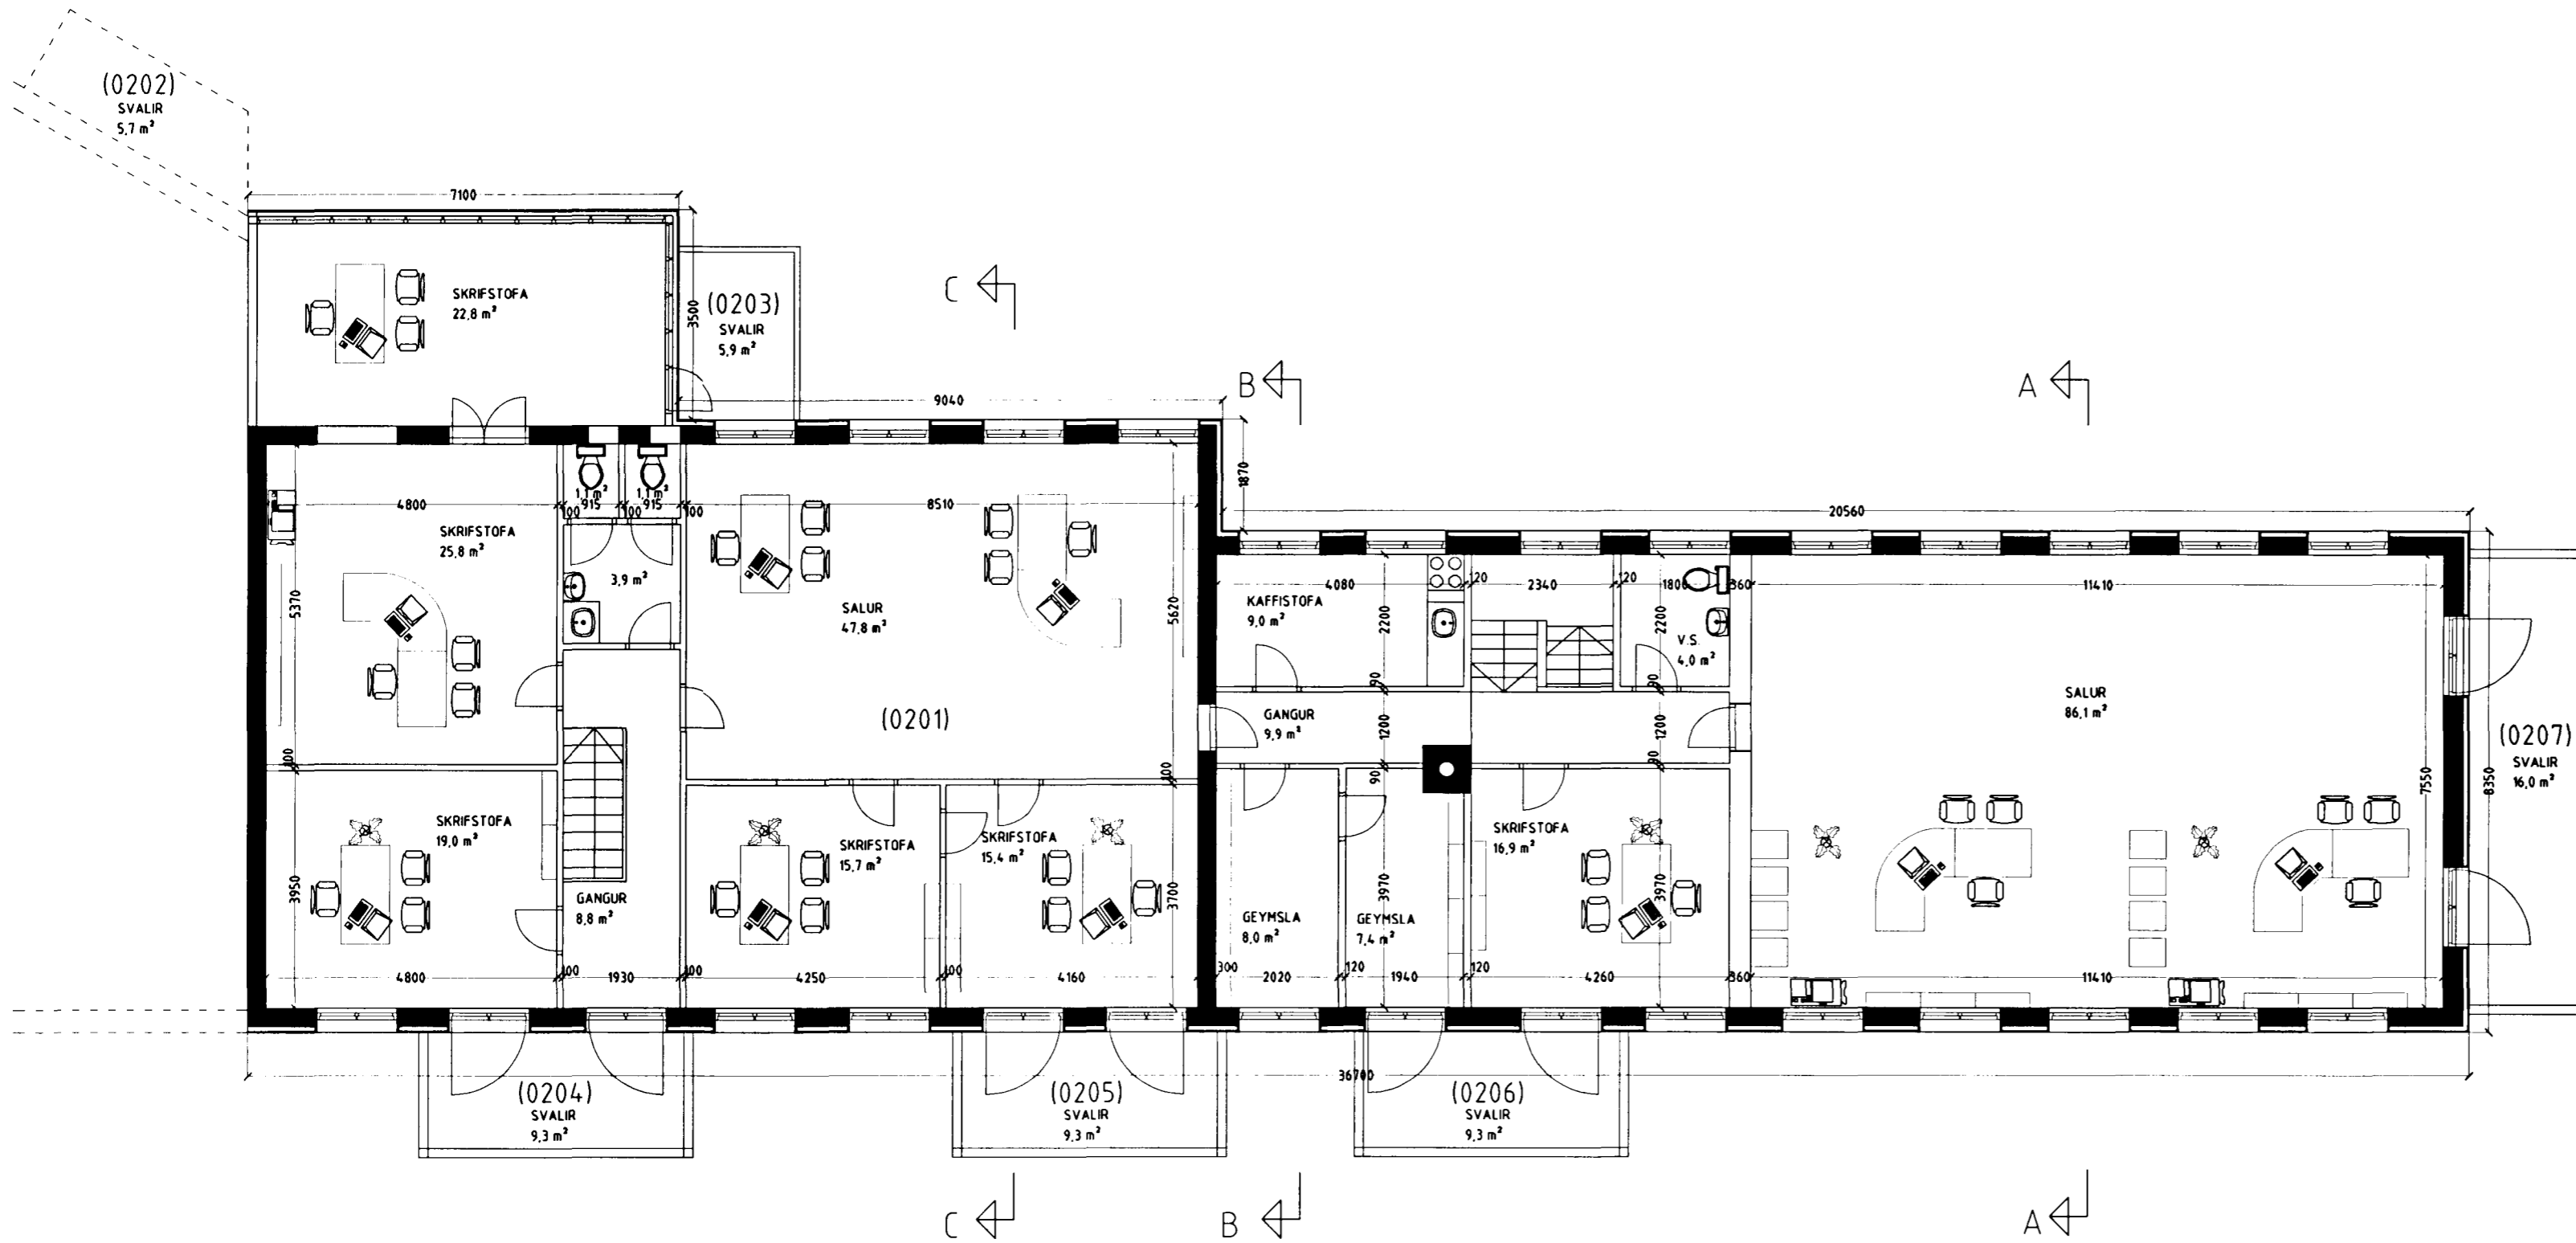 (0202)
SVALIR
5,7 m²
7100
SKRIFSTOFA
22,8 m²
3500
(0203)
SVALIR
5,9 m²
C
B
A
9040
1870
20560
4800
SKRIFSTOFA
25,8 m²
5370
1,1 m²
915
1,1 m²
915
100
100
100
3,9 m²
8510
SALUR
47,8 m²
5620
(0201)
4080
KAFFISTOFA
9,0 m²
2200
120
2340
120
1800
360
2200
V.S.
4,0 m²
90
90
11410
SALUR
86,1 m²
GANGUR
9,9 m²
1200
1200
90
90
7550
8350
(0207)
SVALIR
16,0 m²
100
100
SKRIFSTOFA
19,0 m²
3950
GANGUR
8,8 m²
SKRIFSTOFA
15,7 m²
SKRIFSTOFA
15,4 m²
3700
GEYMSLA
8,0 m²
GEYMSLA
7,4 m²
3970
SKRIFSTOFA
16,9 m²
3970
4800
100
1930
100
4250
100
4160
300
2020
120
1940
120
4260
360
11410
36700
(0204)
SVALIR
9,3 m²
(0205)
SVALIR
9,3 m²
(0206)
SVALIR
9,3 m²
C
B
A